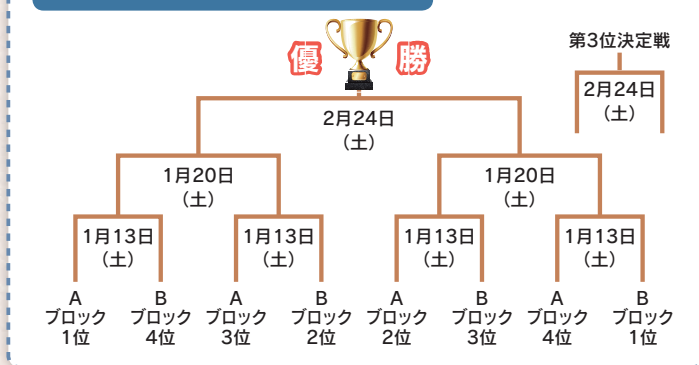 第3位決定戦
優 勝
2月24日
（土）
2月24日
（土）
1月20日
（土）
1月20日
（土）
1月13日
（土）
1月13日
（土）
1月13日
（土）
1月13日
（土）
A
ブロック
1位
B
ブロック
4位
A
ブロック
3位
B
ブロック
2位
A
ブロック
2位
B
ブロック
3位
A
ブロック
4位
B
ブロック
1位